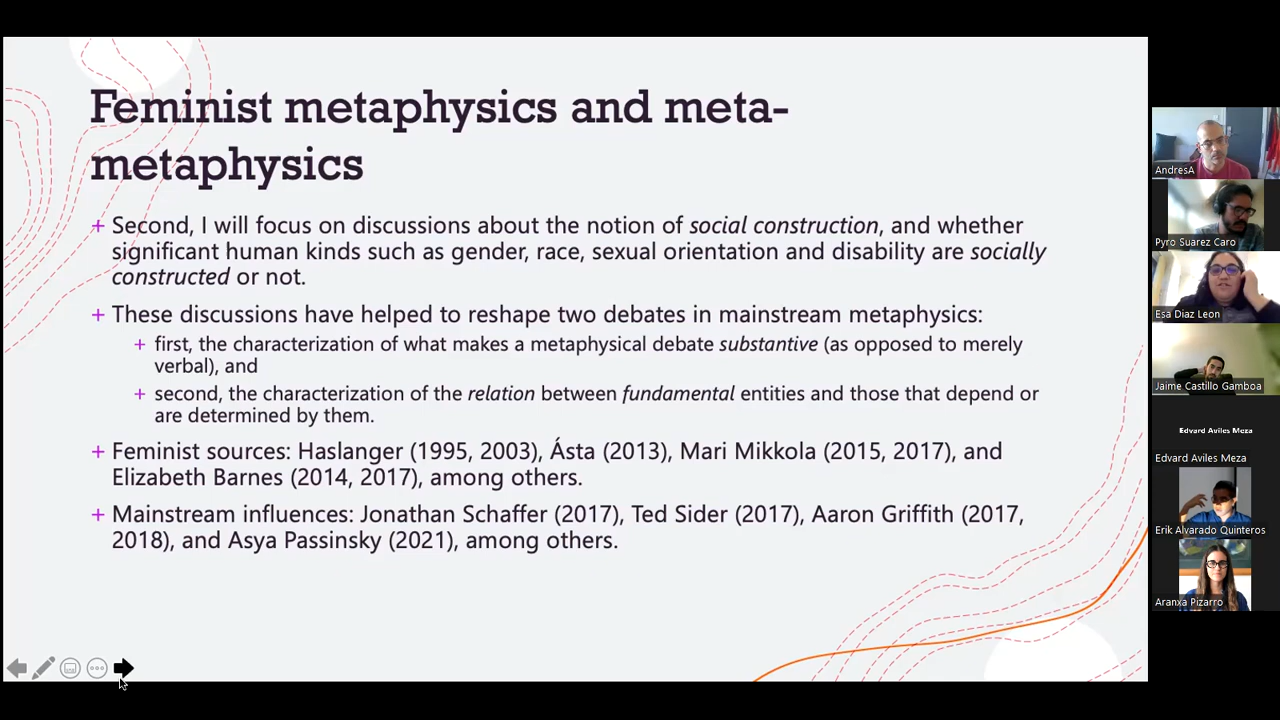 Feminist metaphysics and meta-
metaphysics
+ Second, I will focus on discussions about the notion of social construction, and whether
significant human kinds such as gender, race, sexual orientation and disability are socially
constructed or not.
+ These discussions have helped to reshape two debates in mainstream metaphysics:
+ first, the characterization of what makes a metaphysical debate substantive (as opposed to merely
verbal), and
+ second, the characterization of the relation between fundamental entities and those that depend or
are determined by them.
+ Feminist sources: Haslanger (1995, 2003), Ásta (2013), Mari Mikkola (2015, 2017), and
Elizabeth Barnes (2014, 2017), among others.
+ Mainstream influences: Jonathan Schaffer (2017), Ted Sider (2017), Aaron Griffith (2017,
2018), and Asya Passinsky (2021), among others.
AndresA
Pyro Suarez Caro
Esa Diaz Leon
Jaime Castillo Gamboa
Edvard Aviles Meza
Edvard Aviles Meza
Erik Alvarado Quinteros
Aranxa Pizarro